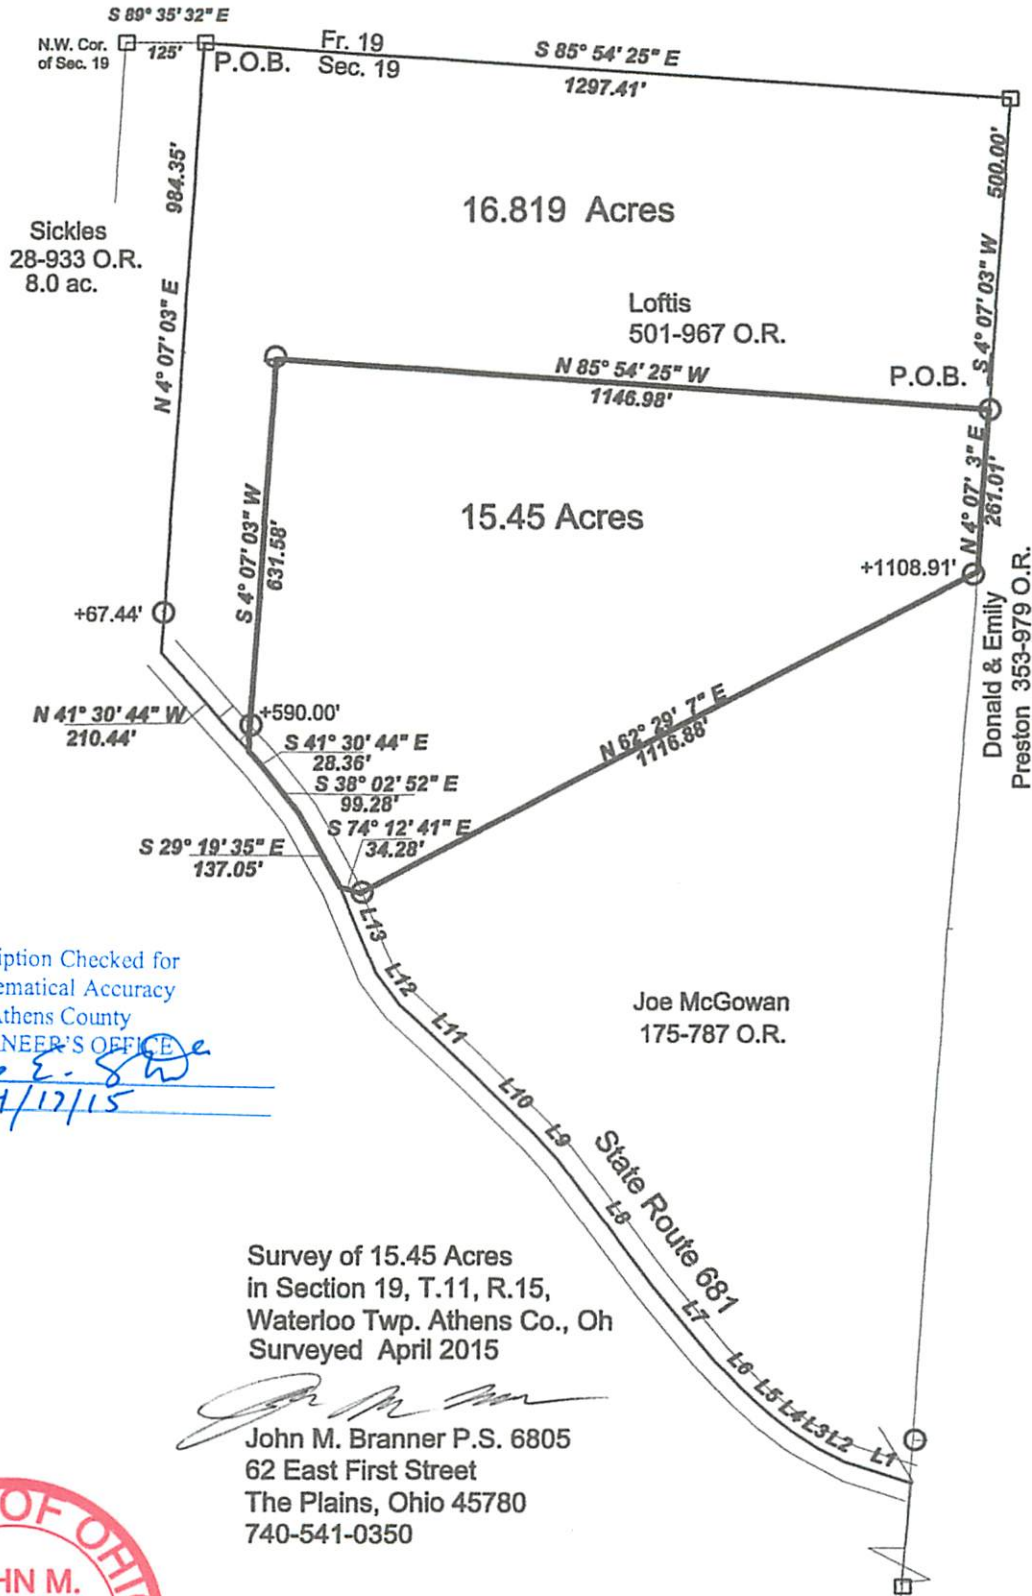 S 89° 35' 32" E
N.W. Cor.
of Sec. 19
125'
P.O.B.
Fr. 19
Sec. 19
S 85° 54' 25" E
1297.41'
984.35'
N 4° 07' 03" E
500.00'
S 4° 07' 03" W
16.819 Acres
Sickles
28-933 O.R.
8.0 ac.
Loftis
501-967 O.R.
N 85° 54' 25" W
1146.98'
P.O.B.
S 4° 07' 03" W
631.58'
15.45 Acres
N 4° 07' 3" E
261.01'
+1108.91'
+67.44'
Donald & Emily
Preston 353-979 O.R.
N 41° 30' 44" W
210.44'
+590.00'
S 41° 30' 44" E
28.36'
S 38° 02' 52" E
99.28'
N 62° 29' 7" E
1116.88'
S 74° 12' 41" E
34.28'
S 29° 19' 35" E
137.05'
L13
L12
L11
L10
L9
L8
L7
L6
L5
L4
L3
L2
L1
iption Checked for
ematical Accuracy
thens County
NEER'S OFFICE
/17/15
Joe McGowan
175-787 O.R.
State Route 681
Survey of 15.45 Acres
in Section 19, T.11, R.15,
Waterloo Twp. Athens Co., Oh
Surveyed April 2015
John M. Branner P.S. 6805
62 East First Street
The Plains, Ohio 45780
740-541-0350
OF OHI
HN M.